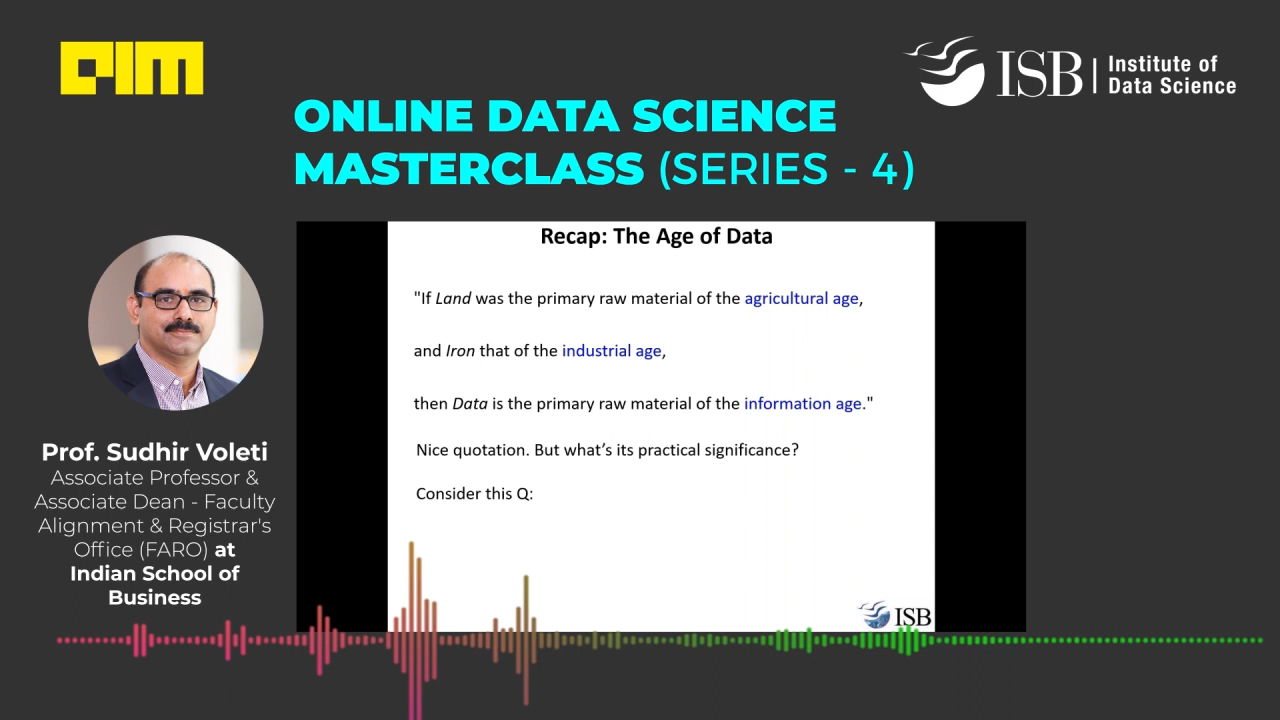 AIM
ISB | Institute of
Data Science
ONLINE DATA SCIENCE
MASTERCLASS (SERIES - 4)
Recap: The Age of Data
"If Land was the primary raw material of the agricultural age,
and Iron that of the industrial age,
then Data is the primary raw material of the information age."
Nice quotation. But what’s its practical significance?
Consider this Q:
ISB
Prof. Sudhir Voleti
Associate Professor &
Associate Dean - Faculty
Alignment & Registrar's
Office (FARO) at
Indian School of
Business